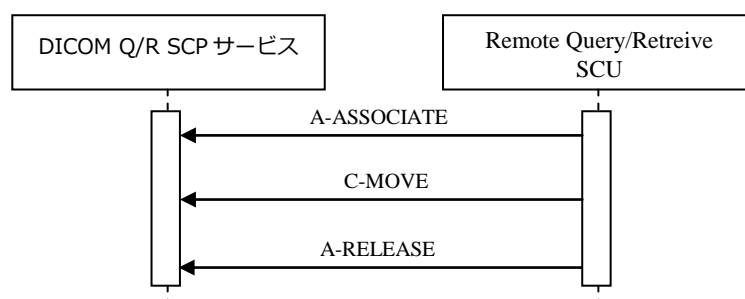 DICOM Q/R SCP サービス
Remote Query/Retreive
SCU
A-ASSOCIATE
C-MOVE
A-RELEASE